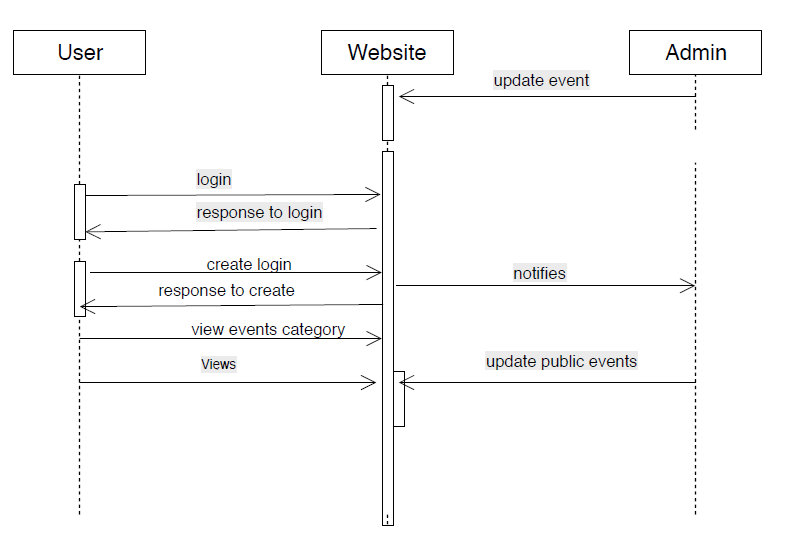 User
Website
Admin
update event
login
response to login
create login
notifies
response to create
view events category
Views
update public events